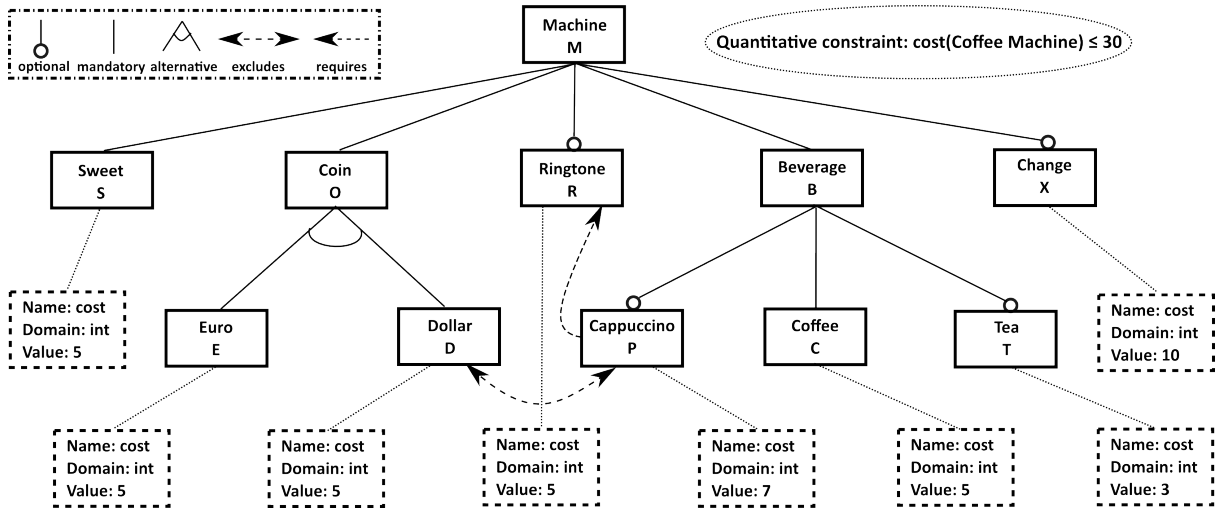 Machine
M
Quantitative constraint: cost(Coffee Machine) ≤ 30
optional mandatory alternative excludes requires
Sweet
S
Coin
O
Ringtone
R
Beverage
B
Change
X
Name: cost
Domain: int
Value: 5
Euro
E
Dollar
D
Cappuccino
P
Coffee
C
Tea
T
Name: cost
Domain: int
Value: 10
Name: cost
Domain: int
Value: 5
Name: cost
Domain: int
Value: 5
Name: cost
Domain: int
Value: 5
Name: cost
Domain: int
Value: 7
Name: cost
Domain: int
Value: 5
Name: cost
Domain: int
Value: 3